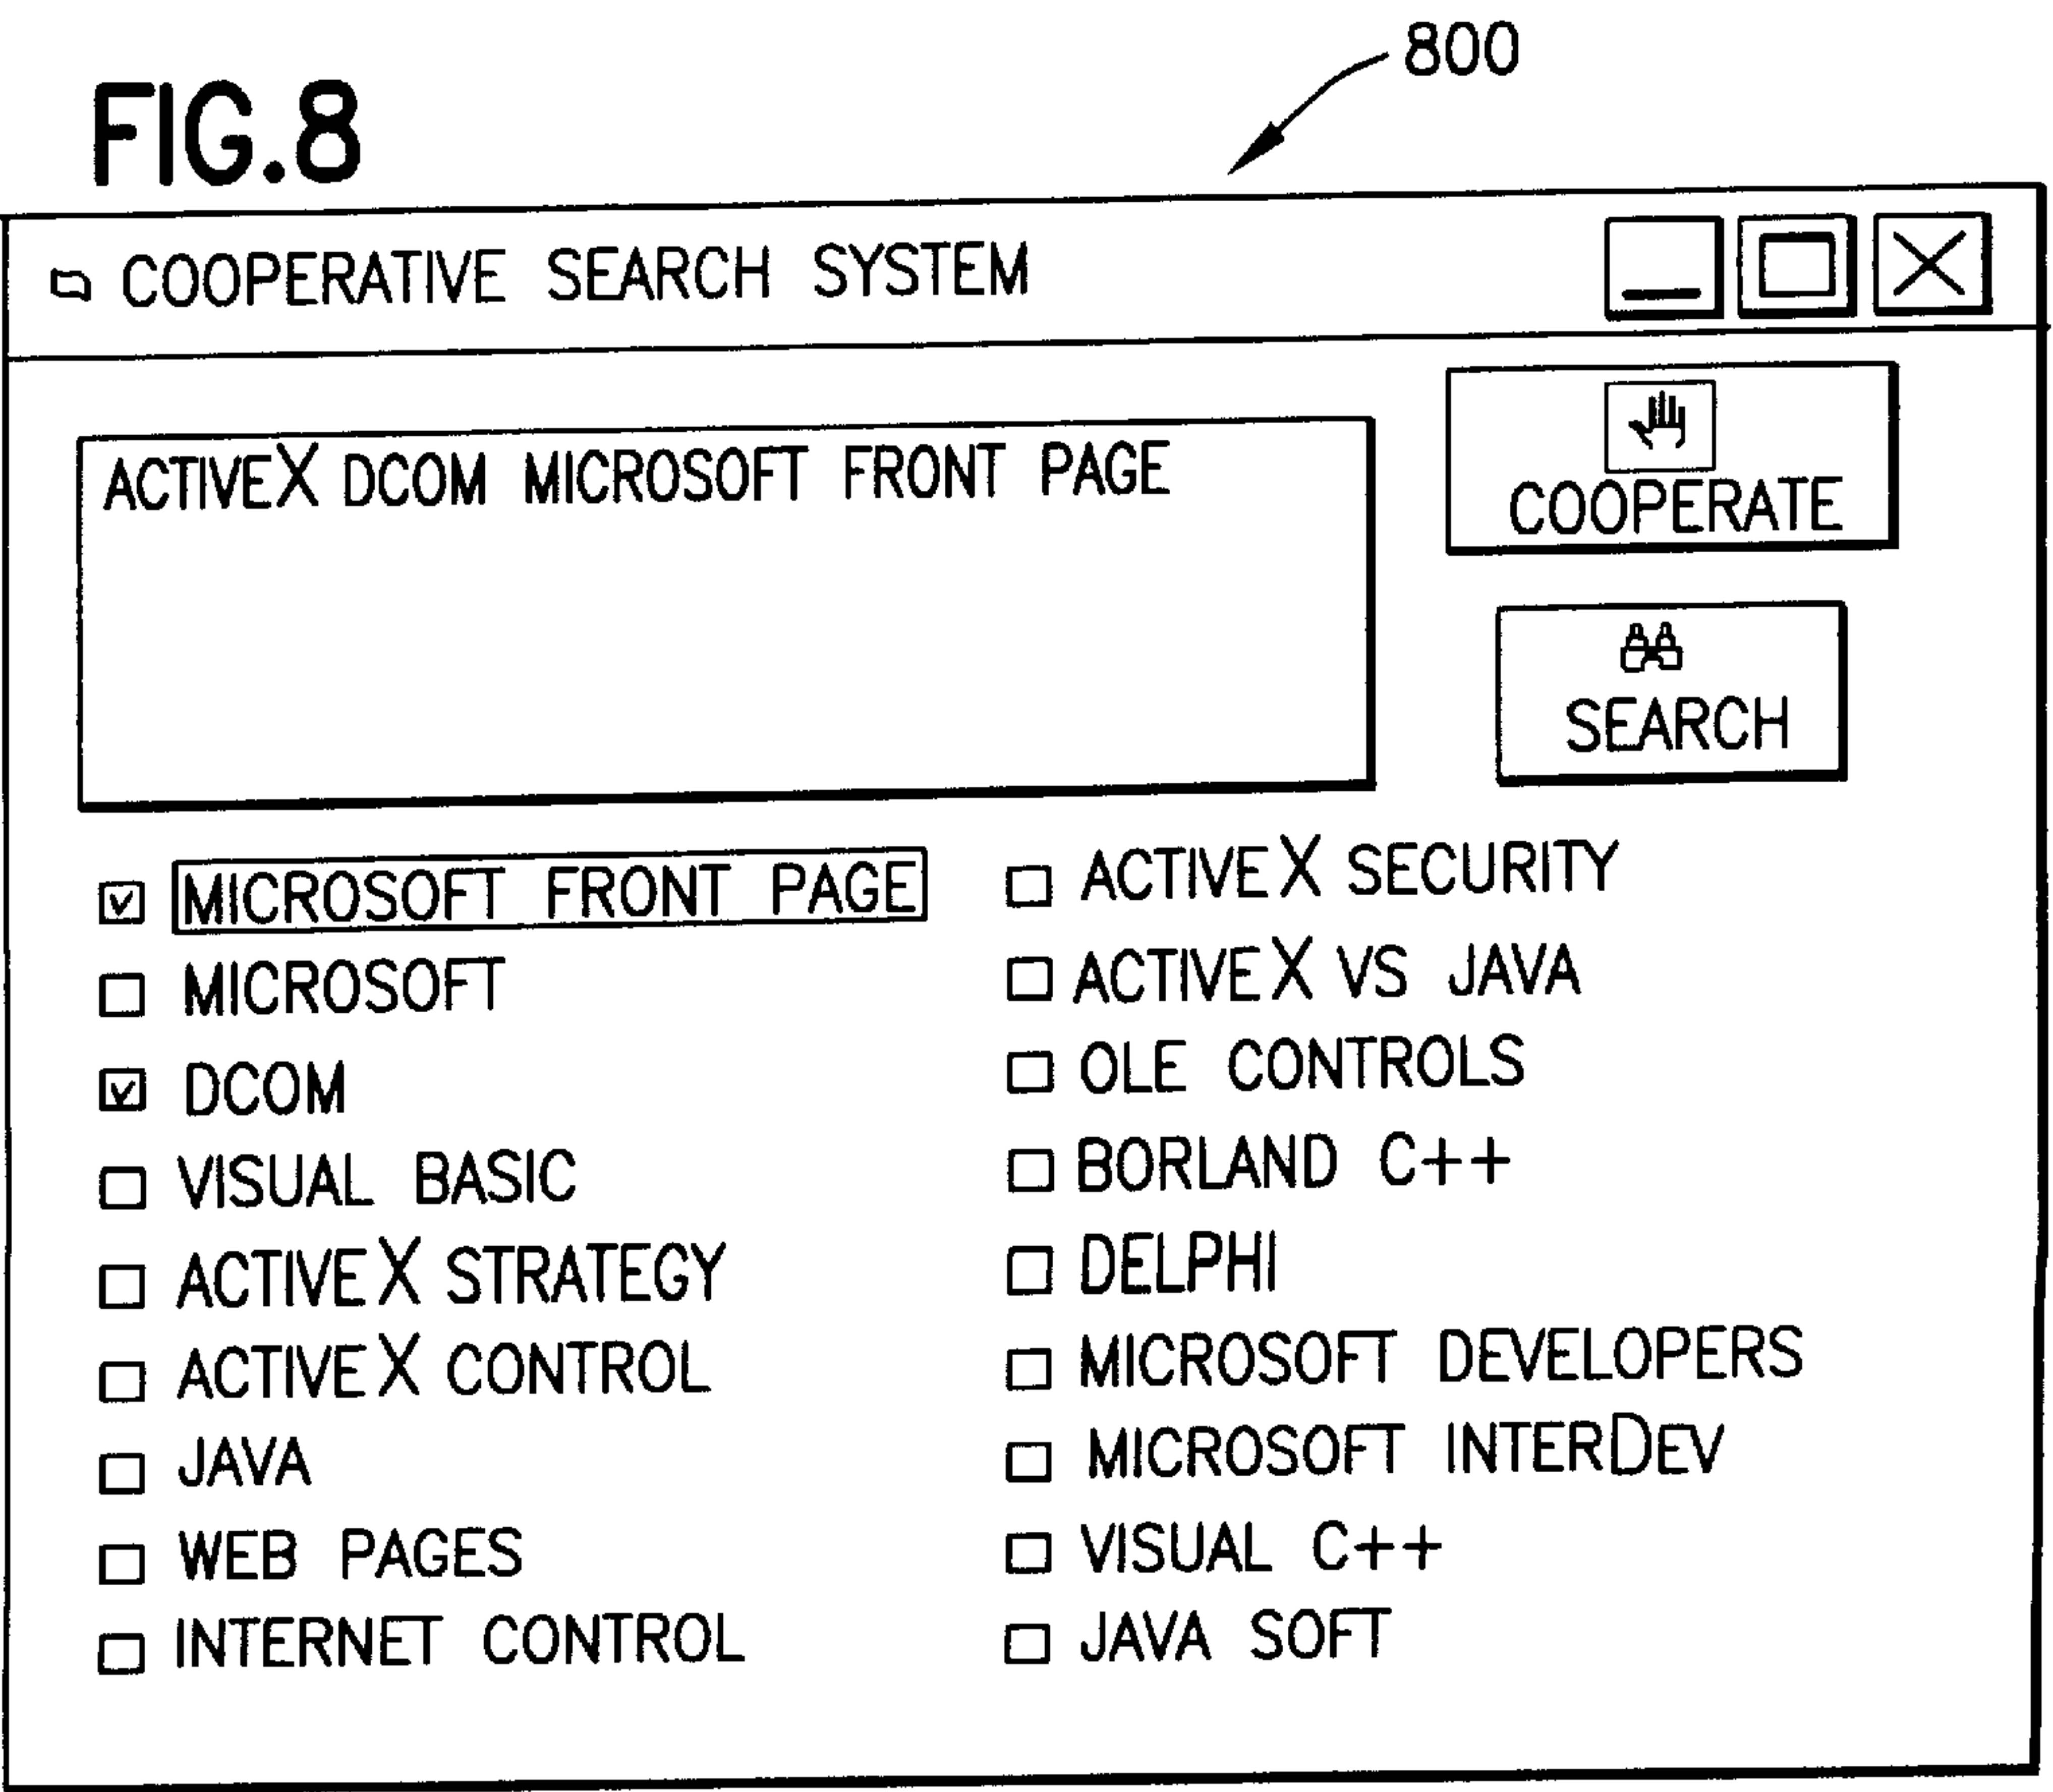 800
FIG.8
COOPERATIVE SEARCH SYSTEM
ACTIVEX DCOM MICROSOFT FRONT PAGE
COOPERATE
SEARCH
MICROSOFT FRONT PAGE
MICROSOFT
DCOM
VISUAL BASIC
ACTIVEX STRATEGY
ACTIVEX CONTROL
JAVA
WEB PAGES
INTERNET CONTROL
ACTIVEX SECURITY
ACTIVEX VS JAVA
OLE CONTROLS
BORLAND C++
DELPHI
MICROSOFT DEVELOPERS
MICROSOFT INTERDEV
VISUAL C++
JAVA SOFT